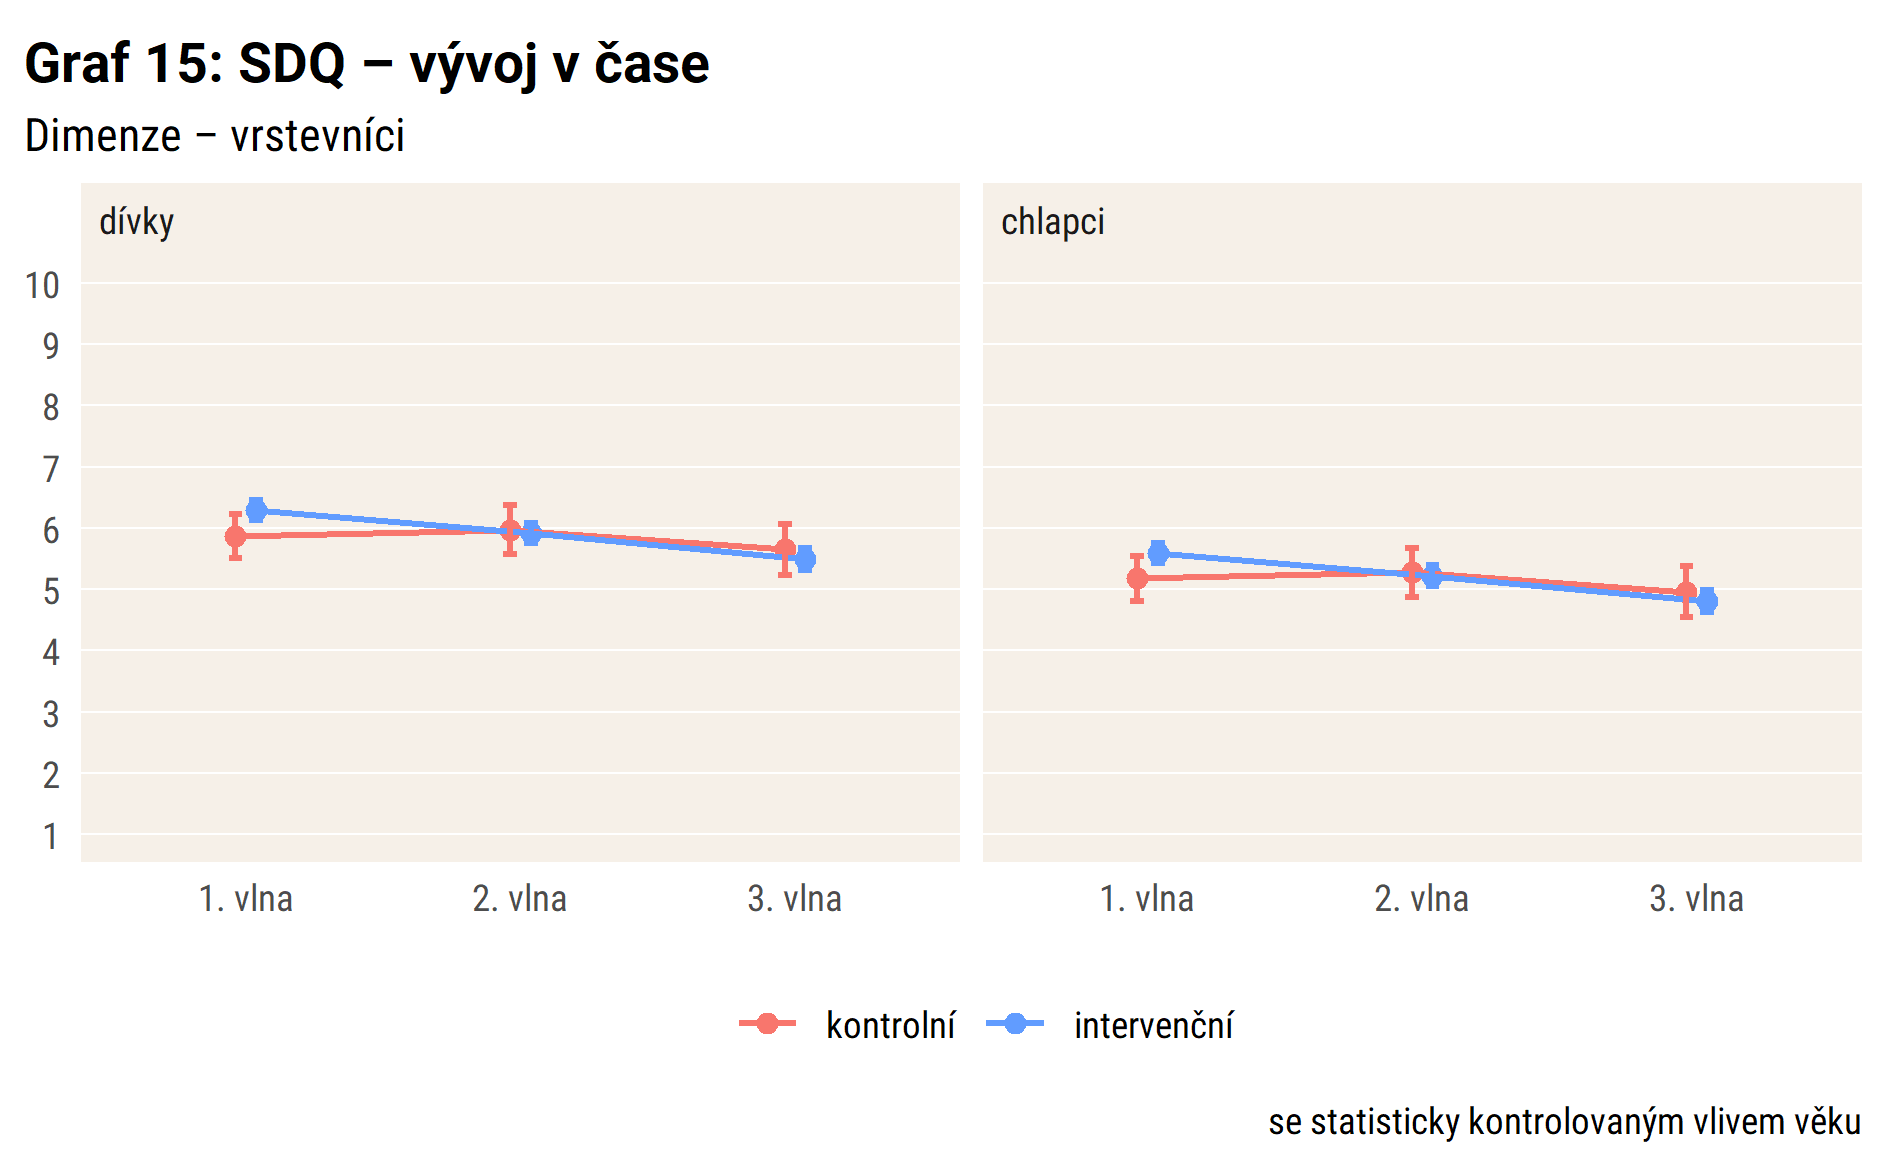 Graf 15: SDQ – vývoj v čase
Dimenze – vrstevníci
dívky
chlapci
10
9
8
7
6
5
4
3
2
1
1. vlna
2. vlna
3. vlna
1. vlna
2. vlna
3. vlna
kontrolní
intervenční
se statisticky kontrolovaným vlivem věku